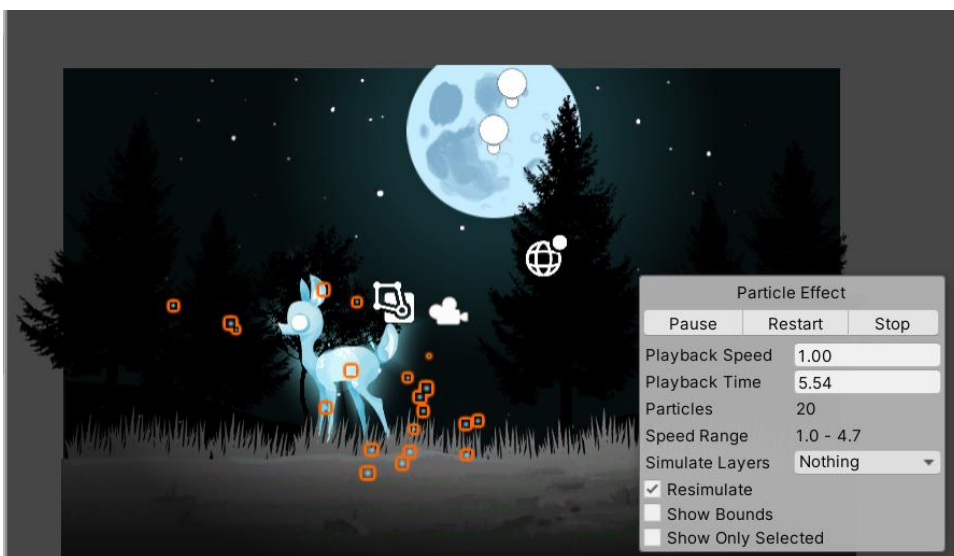 Particle Effect
Pause Restart Stop
Playback Speed 1.00
Playback Time 5.54
Particles 20
Speed Range 1.0 - 4.7
Simulate Layers Nothing
Resimulate
Show Bounds
Show Only Selected